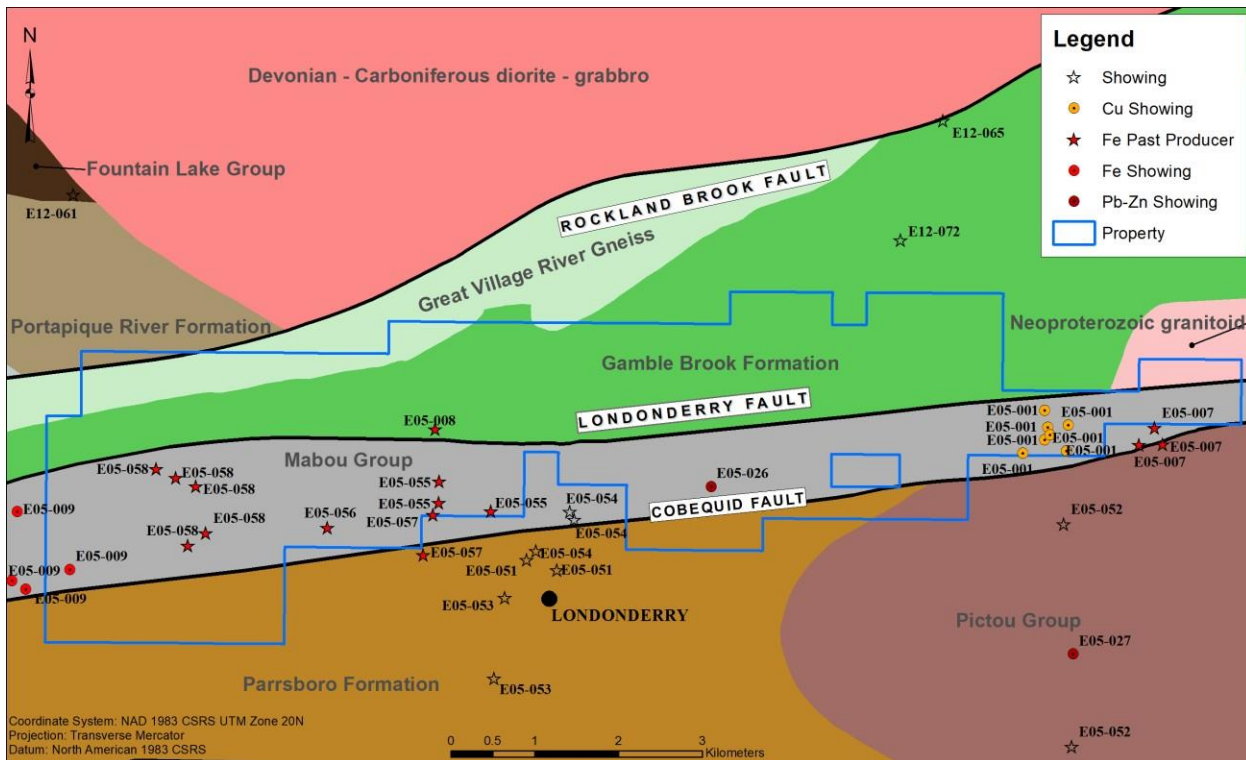 N
Devonian - Carboniferous diorite - grabbro
Legend
Showing
Cu Showing
Fe Past Producer
Fe Showing
Pb-Zn Showing
Property
E12-065
Fountain Lake Group
E12-061
ROCKLAND BROOK FAULT
E12-072
Great Village River Gneiss
Portapique River Formation
Neoproterozoic granitoid
Gamble Brook Formation
LONDONDERRY FAULT
E05-008
E05-001 E05-001
E05-001
E05-001 E05-001
E05-001
E05-001
E05-007
E05-007
E05-007
Mabou Group
E05-058
E05-058
E05-058
E05-055
E05-026
E05-009
E05-055
E05-055
E05-054
E05-056
E05-057
COBEQUID FAULT
E05-058
E05-058
E05-054
E05-052
E05-009
E05-057
E05-054
E05-009
E05-051
E05-051
E05-009
E05-053
LONDONDERRY
Pictou Group
E05-027
Parrsboro Formation
E05-053
Coordinate System: NAD 1983 CSRS UTM Zone 20N
Projection: Transverse Mercator
Datum: North American 1983 CSRS
0 0.5 1 2 3
Kilometers
E05-052